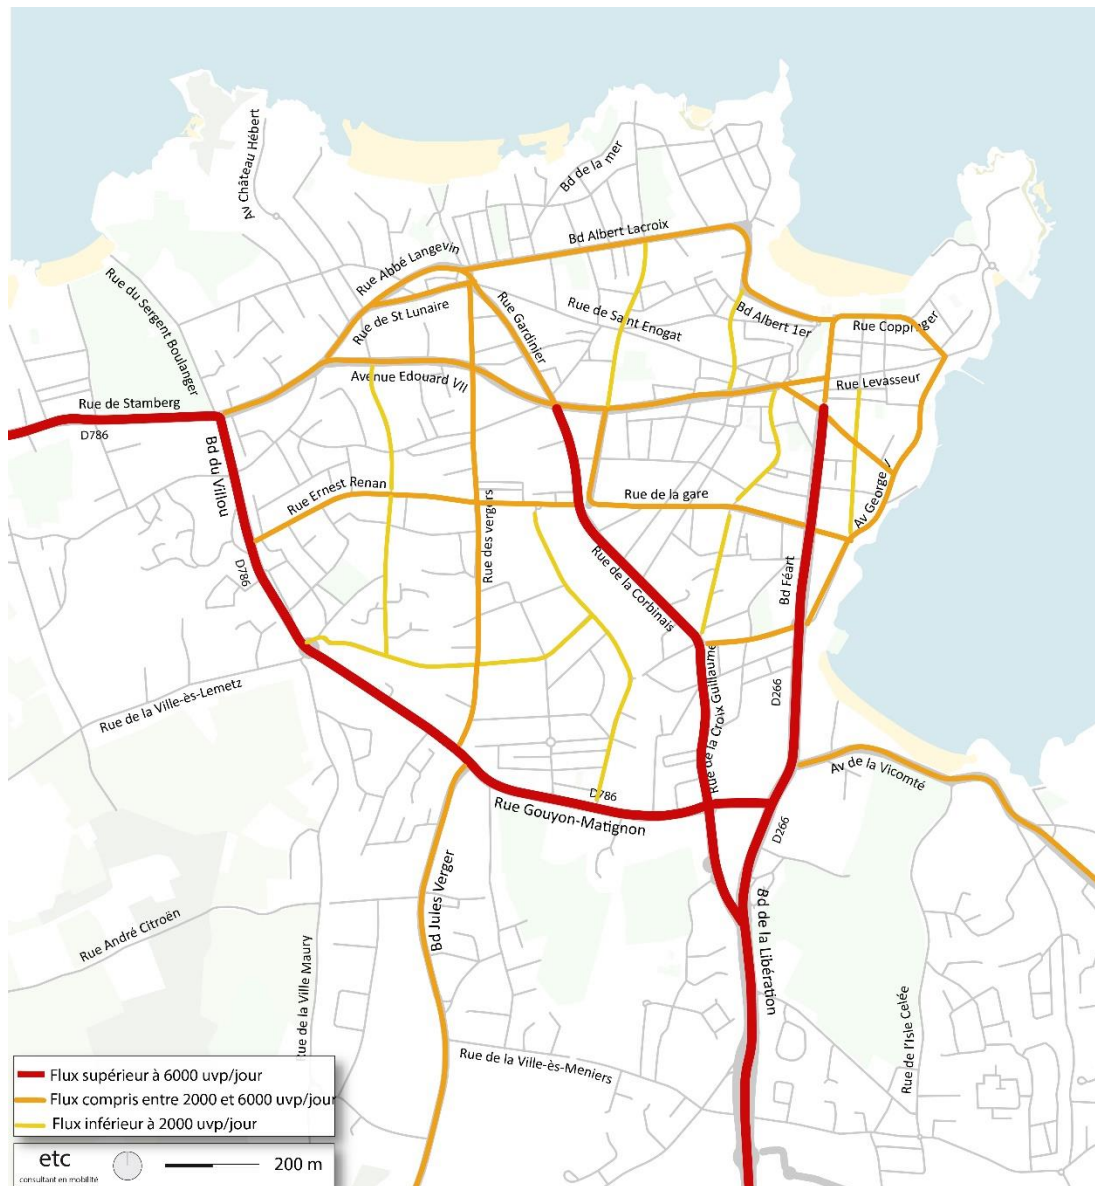 Av Château Hébert
Bd de la mer
Bd Albert Lacroix
Rue Abbé Langevin
Rue du Sergent Boulanger
Rue de St Lunaire
Rue Gardinier
Rue de Saint Enogat
Bd Albert 1er
Rue Coppinger
Avenue Edouard VII
Rue Levasseur
Rue de Stamberg
D786
Bd du Villou
Rue Ernest Renan
Rue des vergers
Rue de la gare
Av George V
D786
Rue de la Corbinais
Bd Féart
Rue de la Ville-ès-Lemetz
Rue de la Croix Guillaume
D266
Av de la Vicomté
D786
Rue Gouyon-Matignon
D266
Bd Jules Verger
Bd de la Libération
Rue André Citroën
Rue de la Ville Maury
Rue de l'Isle Celée
Rue de la Ville-ès-Meniers
Flux supérieur à 6000 uvp/jour
Flux compris entre 2000 et 6000 uvp/jour
Flux inférieur à 2000 uvp/jour
etc
consultant en mobilité
200 m